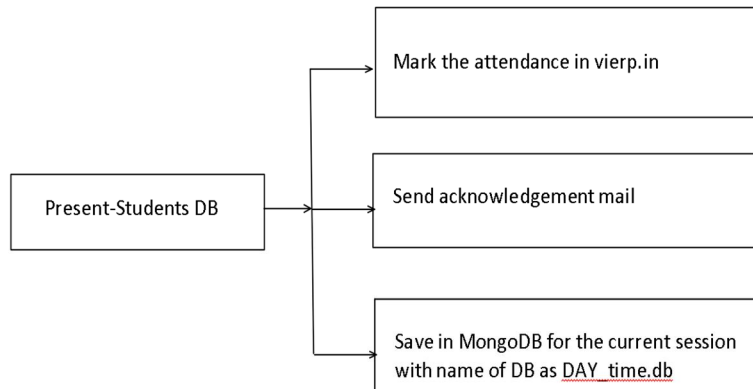 Mark the attendance in vierp.in
Present-Students DB
Send acknowledgement mail
Save in MongoDB for the current session
with name of DB as DAY_time.db